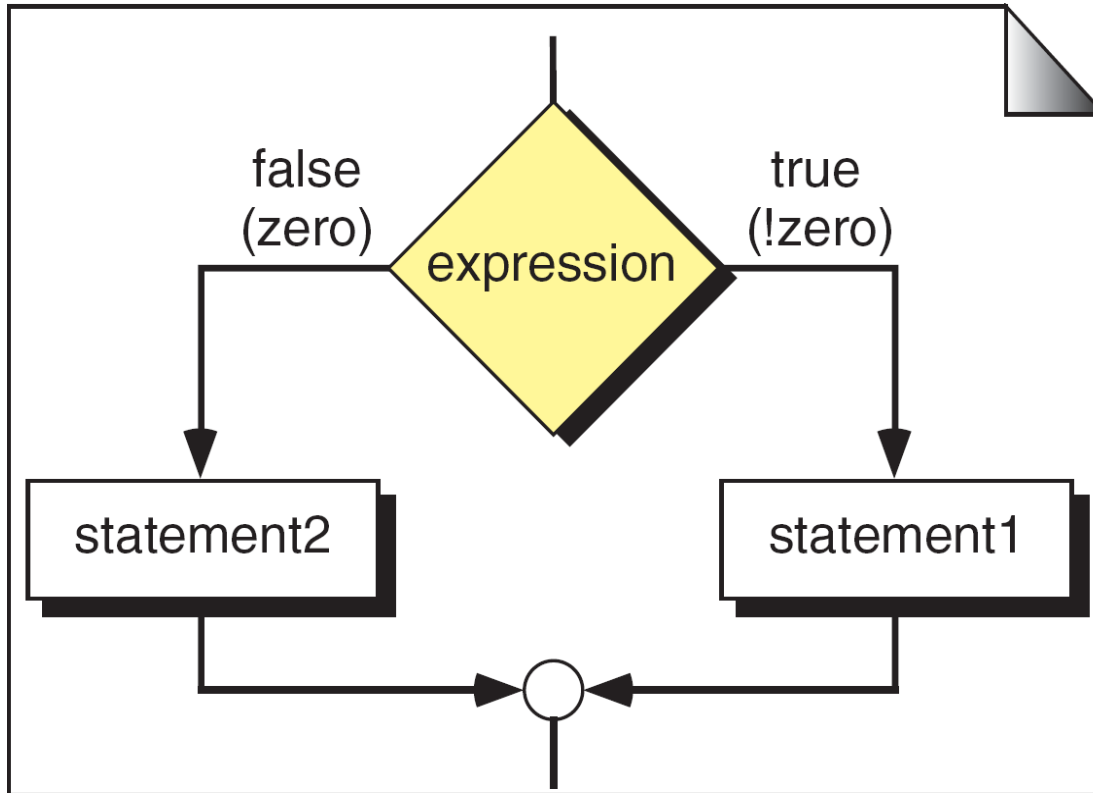 false
(zero)
true
(!zero)
expression
statement2
statement1